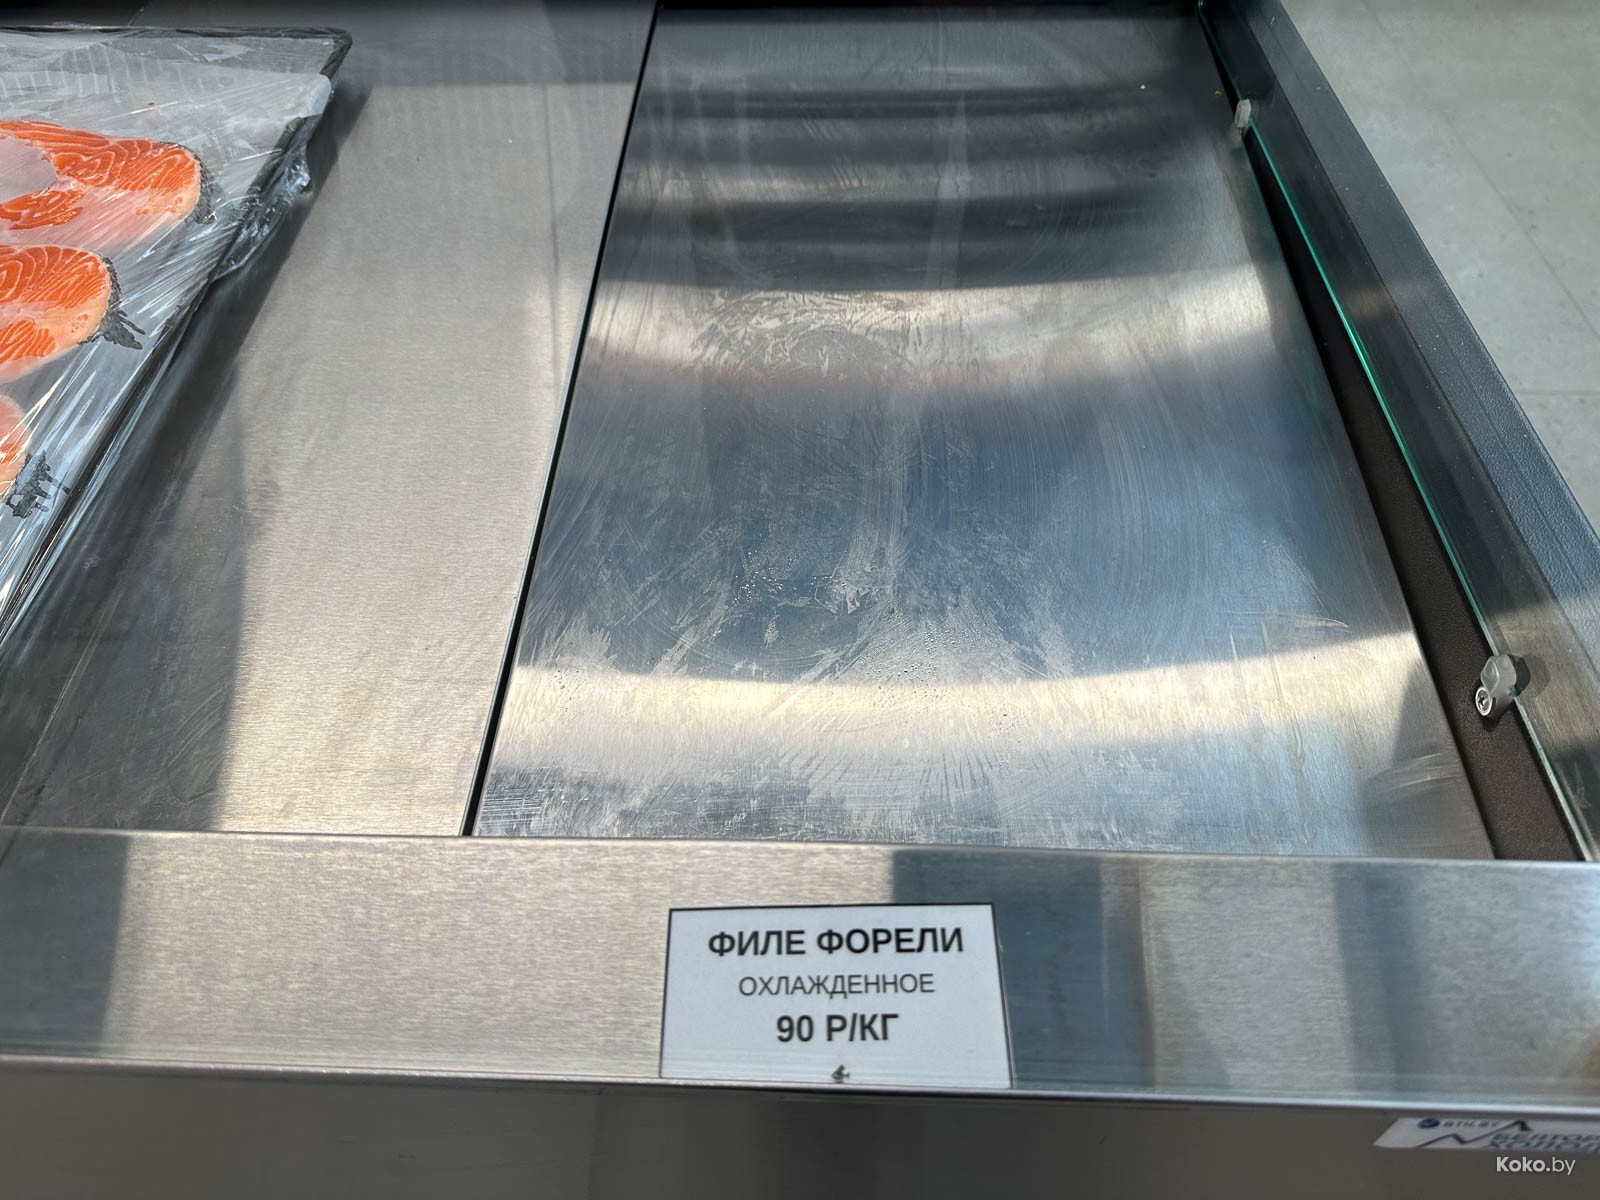 ФИЛЕ ФОРЕЛИ
ОХЛАЖДЕННОЕ
90 Р/КГ
Koko.by